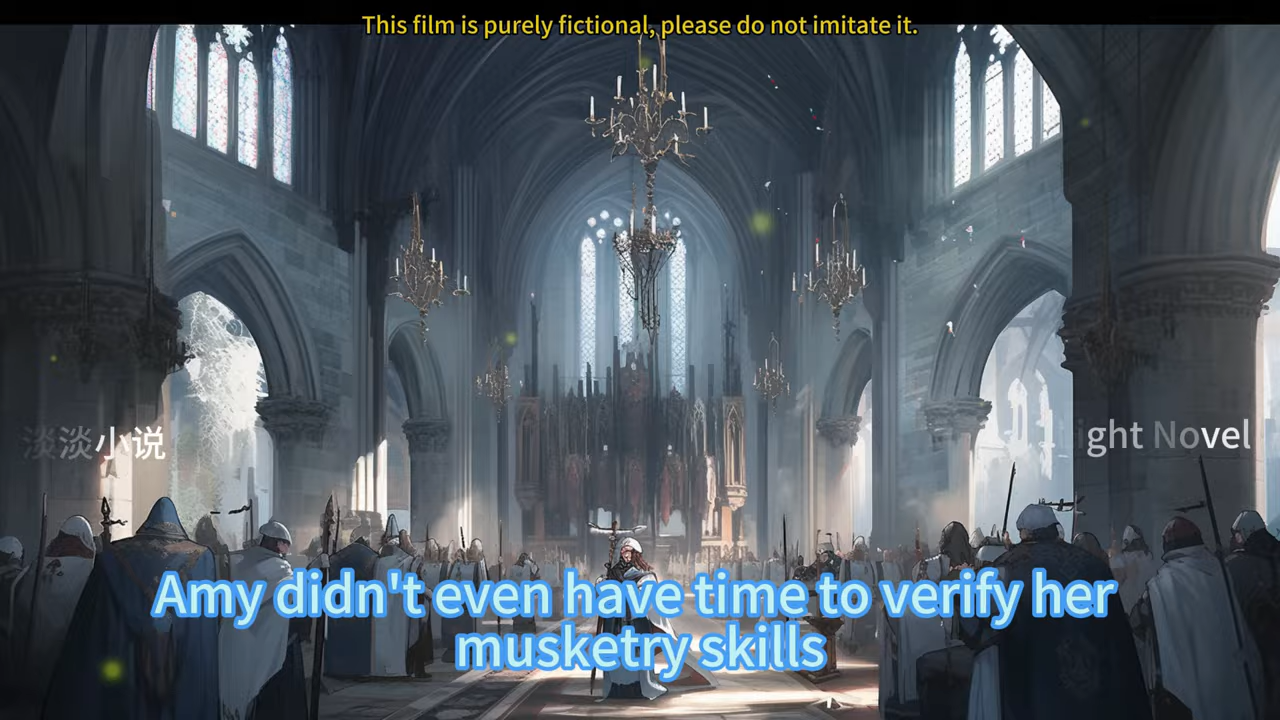 This film is purely fictional, please do not imitate it.
淡淡小说
ight Novel
Amy didn't even have time to verify her
musketry skills